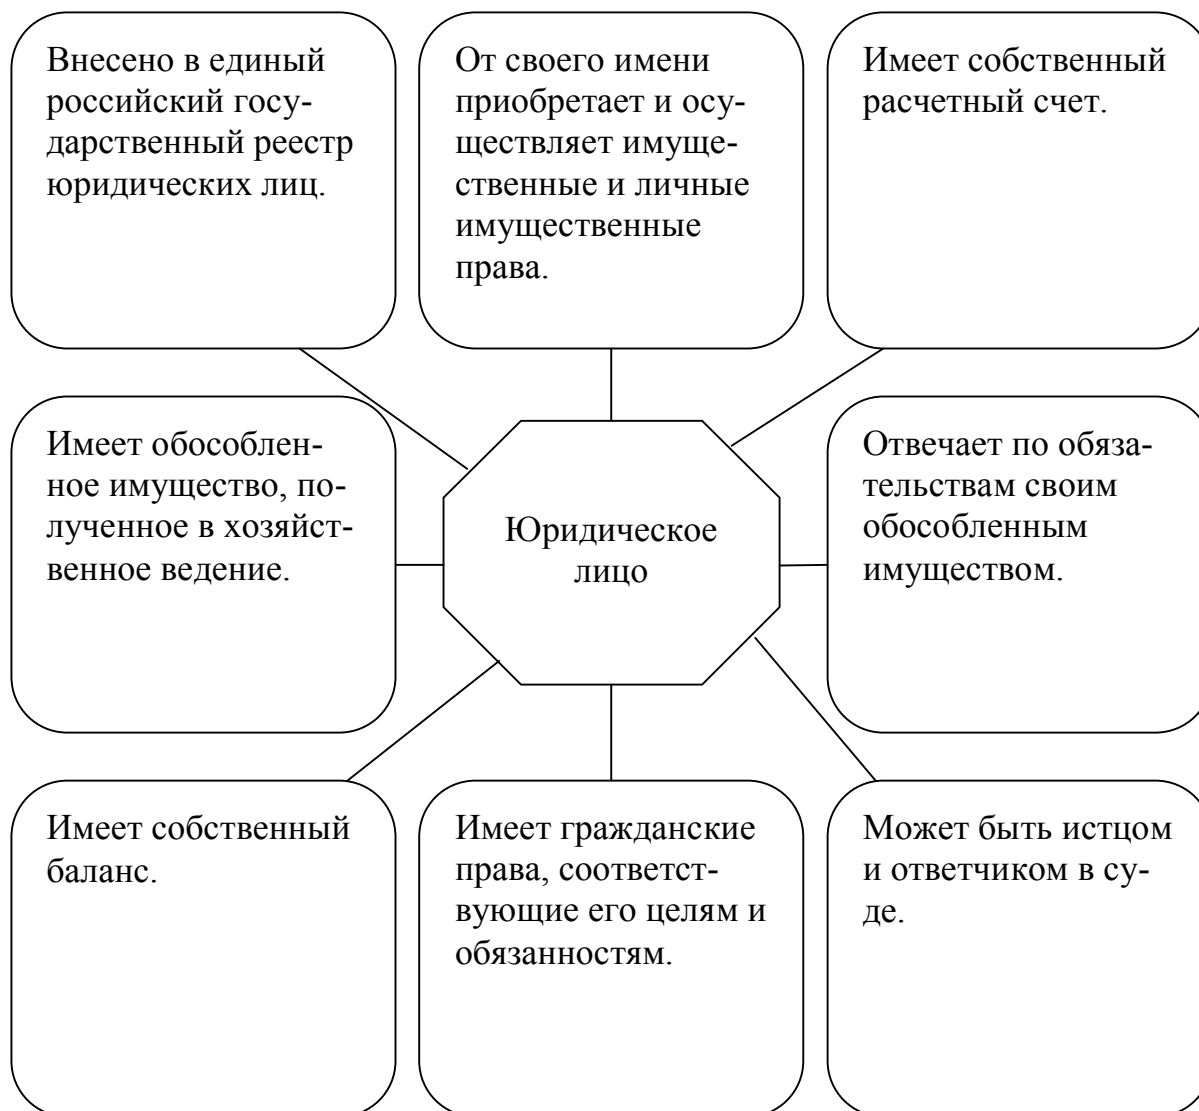 Внесено в единый
российский госу-
дарственный реестр
юридических лиц.
От своего имени
приобретает и осу-
ществляет имуще-
ственные и личные
имущественные
права.
Имеет собственный
расчетный счет.
Имеет обособлен-
ное имущество, по-
лученное в хозяйст-
венное ведение.
Юридическое
лицо
Отвечает по обяза-
тельствам своим
обособленным
имуществом.
Имеет собственный
баланс.
Имеет гражданские
права, соответст-
вующие его целям и
обязанностям.
Может быть истцом
и ответчиком в су-
де.